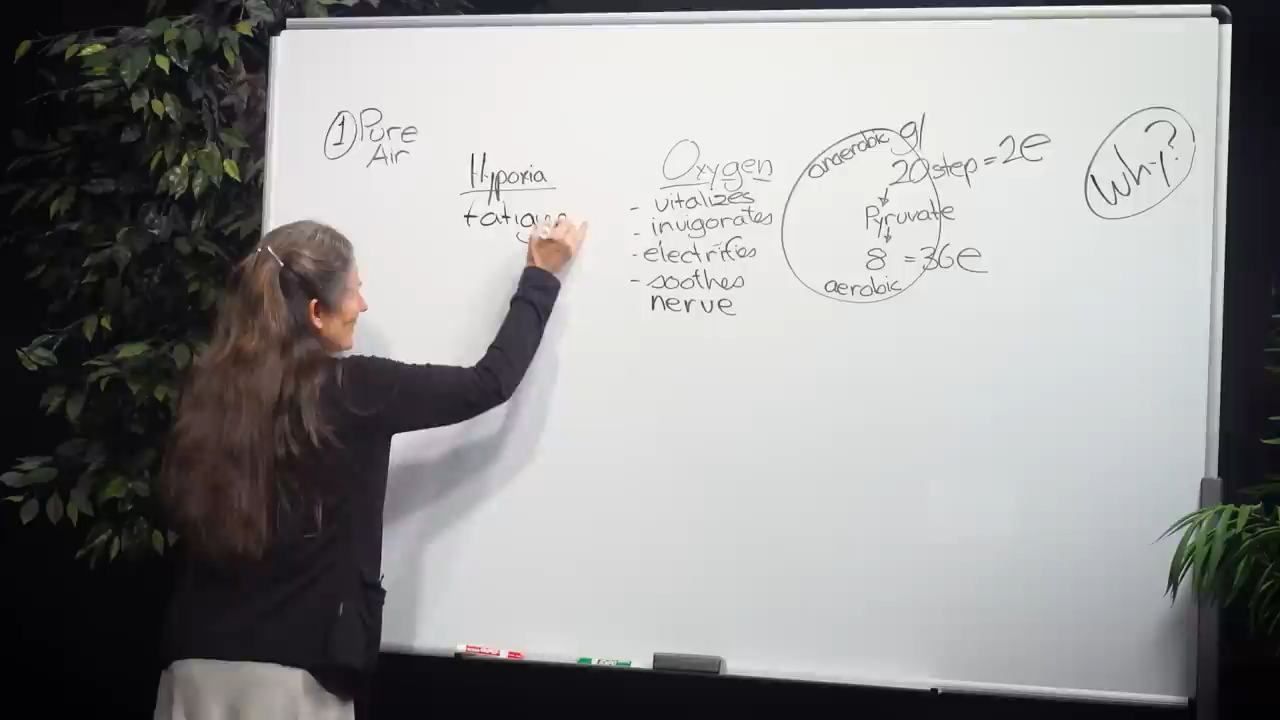 ① Pure
Air
Hypoxia
fatigue
Oxygen
- vitalizes
- invigorates
- electrifies
- soothes
nerve
anaerobic gl
20 step = 2e
Pyruvate
8 = 36e
aerobic
Why?